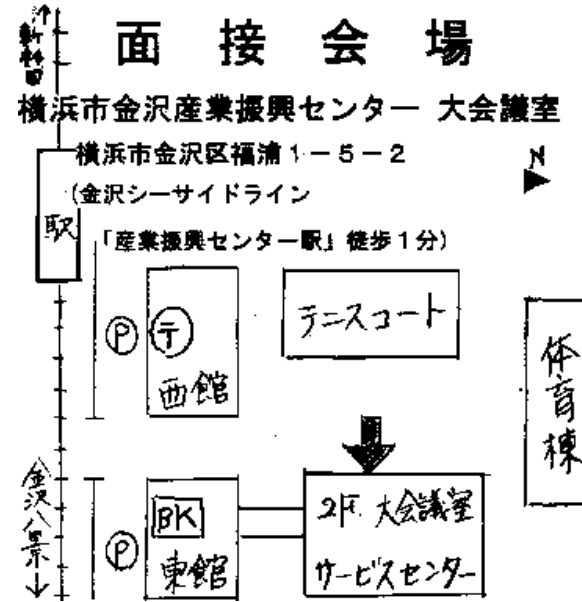 面接会場
横浜市金沢産業振興センター 大会議室
横浜市金沢区福浦1-5-2
(金沢シーサイドライン
「産業振興センター駅」徒歩1分)
N
駅
P
〒
西館
テニスコート
体育棟
金沢八景↓
P
BK
東館
2F 大会議室
サービスセンター